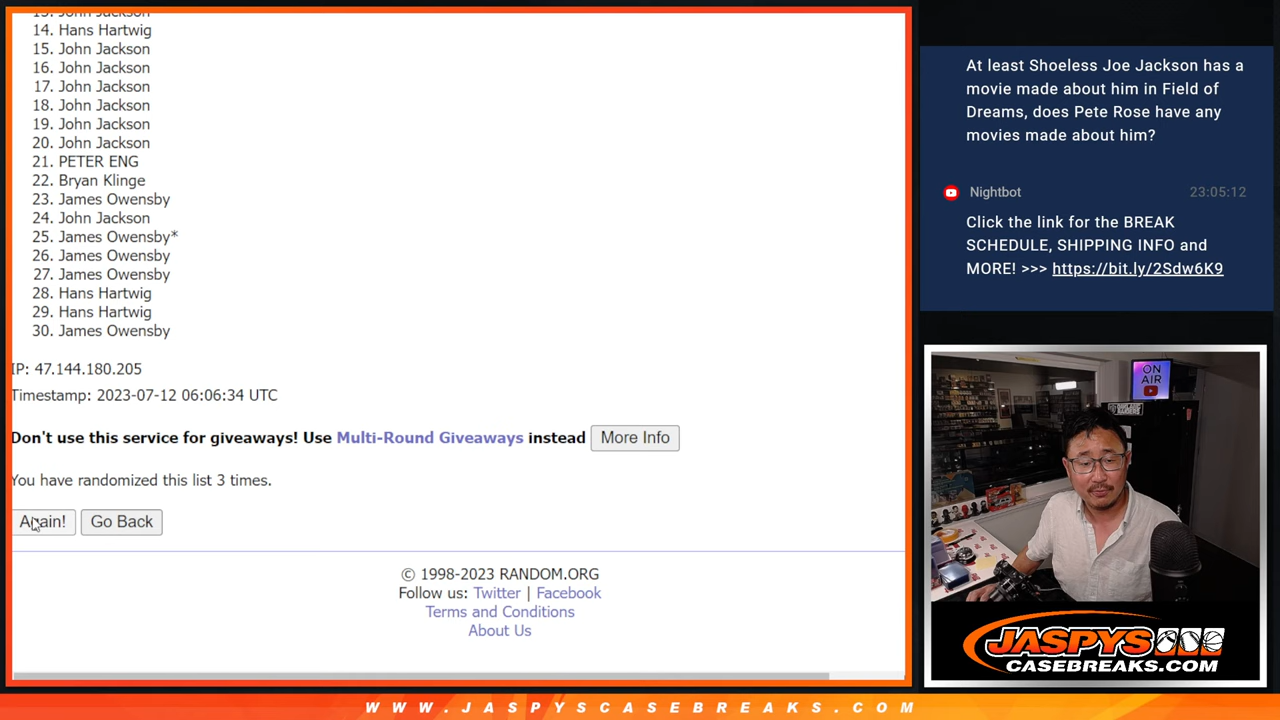 14. Hans Hartwig
15. John Jackson
16. John Jackson
17. John Jackson
18. John Jackson
19. John Jackson
20. John Jackson
21. PETER ENG
22. Bryan Klinge
23. James Owensby
24. John Jackson
25. James Owensby*
26. James Owensby
27. James Owensby
28. Hans Hartwig
29. Hans Hartwig
30. James Owensby
IP: 47.144.180.205
Timestamp: 2023-07-12 06:06:34 UTC
Don't use this service for giveaways! Use Multi-Round Giveaways instead More Info
You have randomized this list 3 times.
Again! Go Back
© 1998-2023 RANDOM.ORG
Follow us: Twitter | Facebook
Terms and Conditions
About Us
At least Shoeless Joe Jackson has a
movie made about him in Field of
Dreams, does Pete Rose have any
movies made about him?
Nightbot 23:05:12
Click the link for the BREAK
SCHEDULE, SHIPPING INFO and
MORE! >>> https://bit.ly/2Sdw6K9
ON
AIR
JASPYS
CASEBREAKS.COM
WWW.JASPYSCASEBREAKS.COM